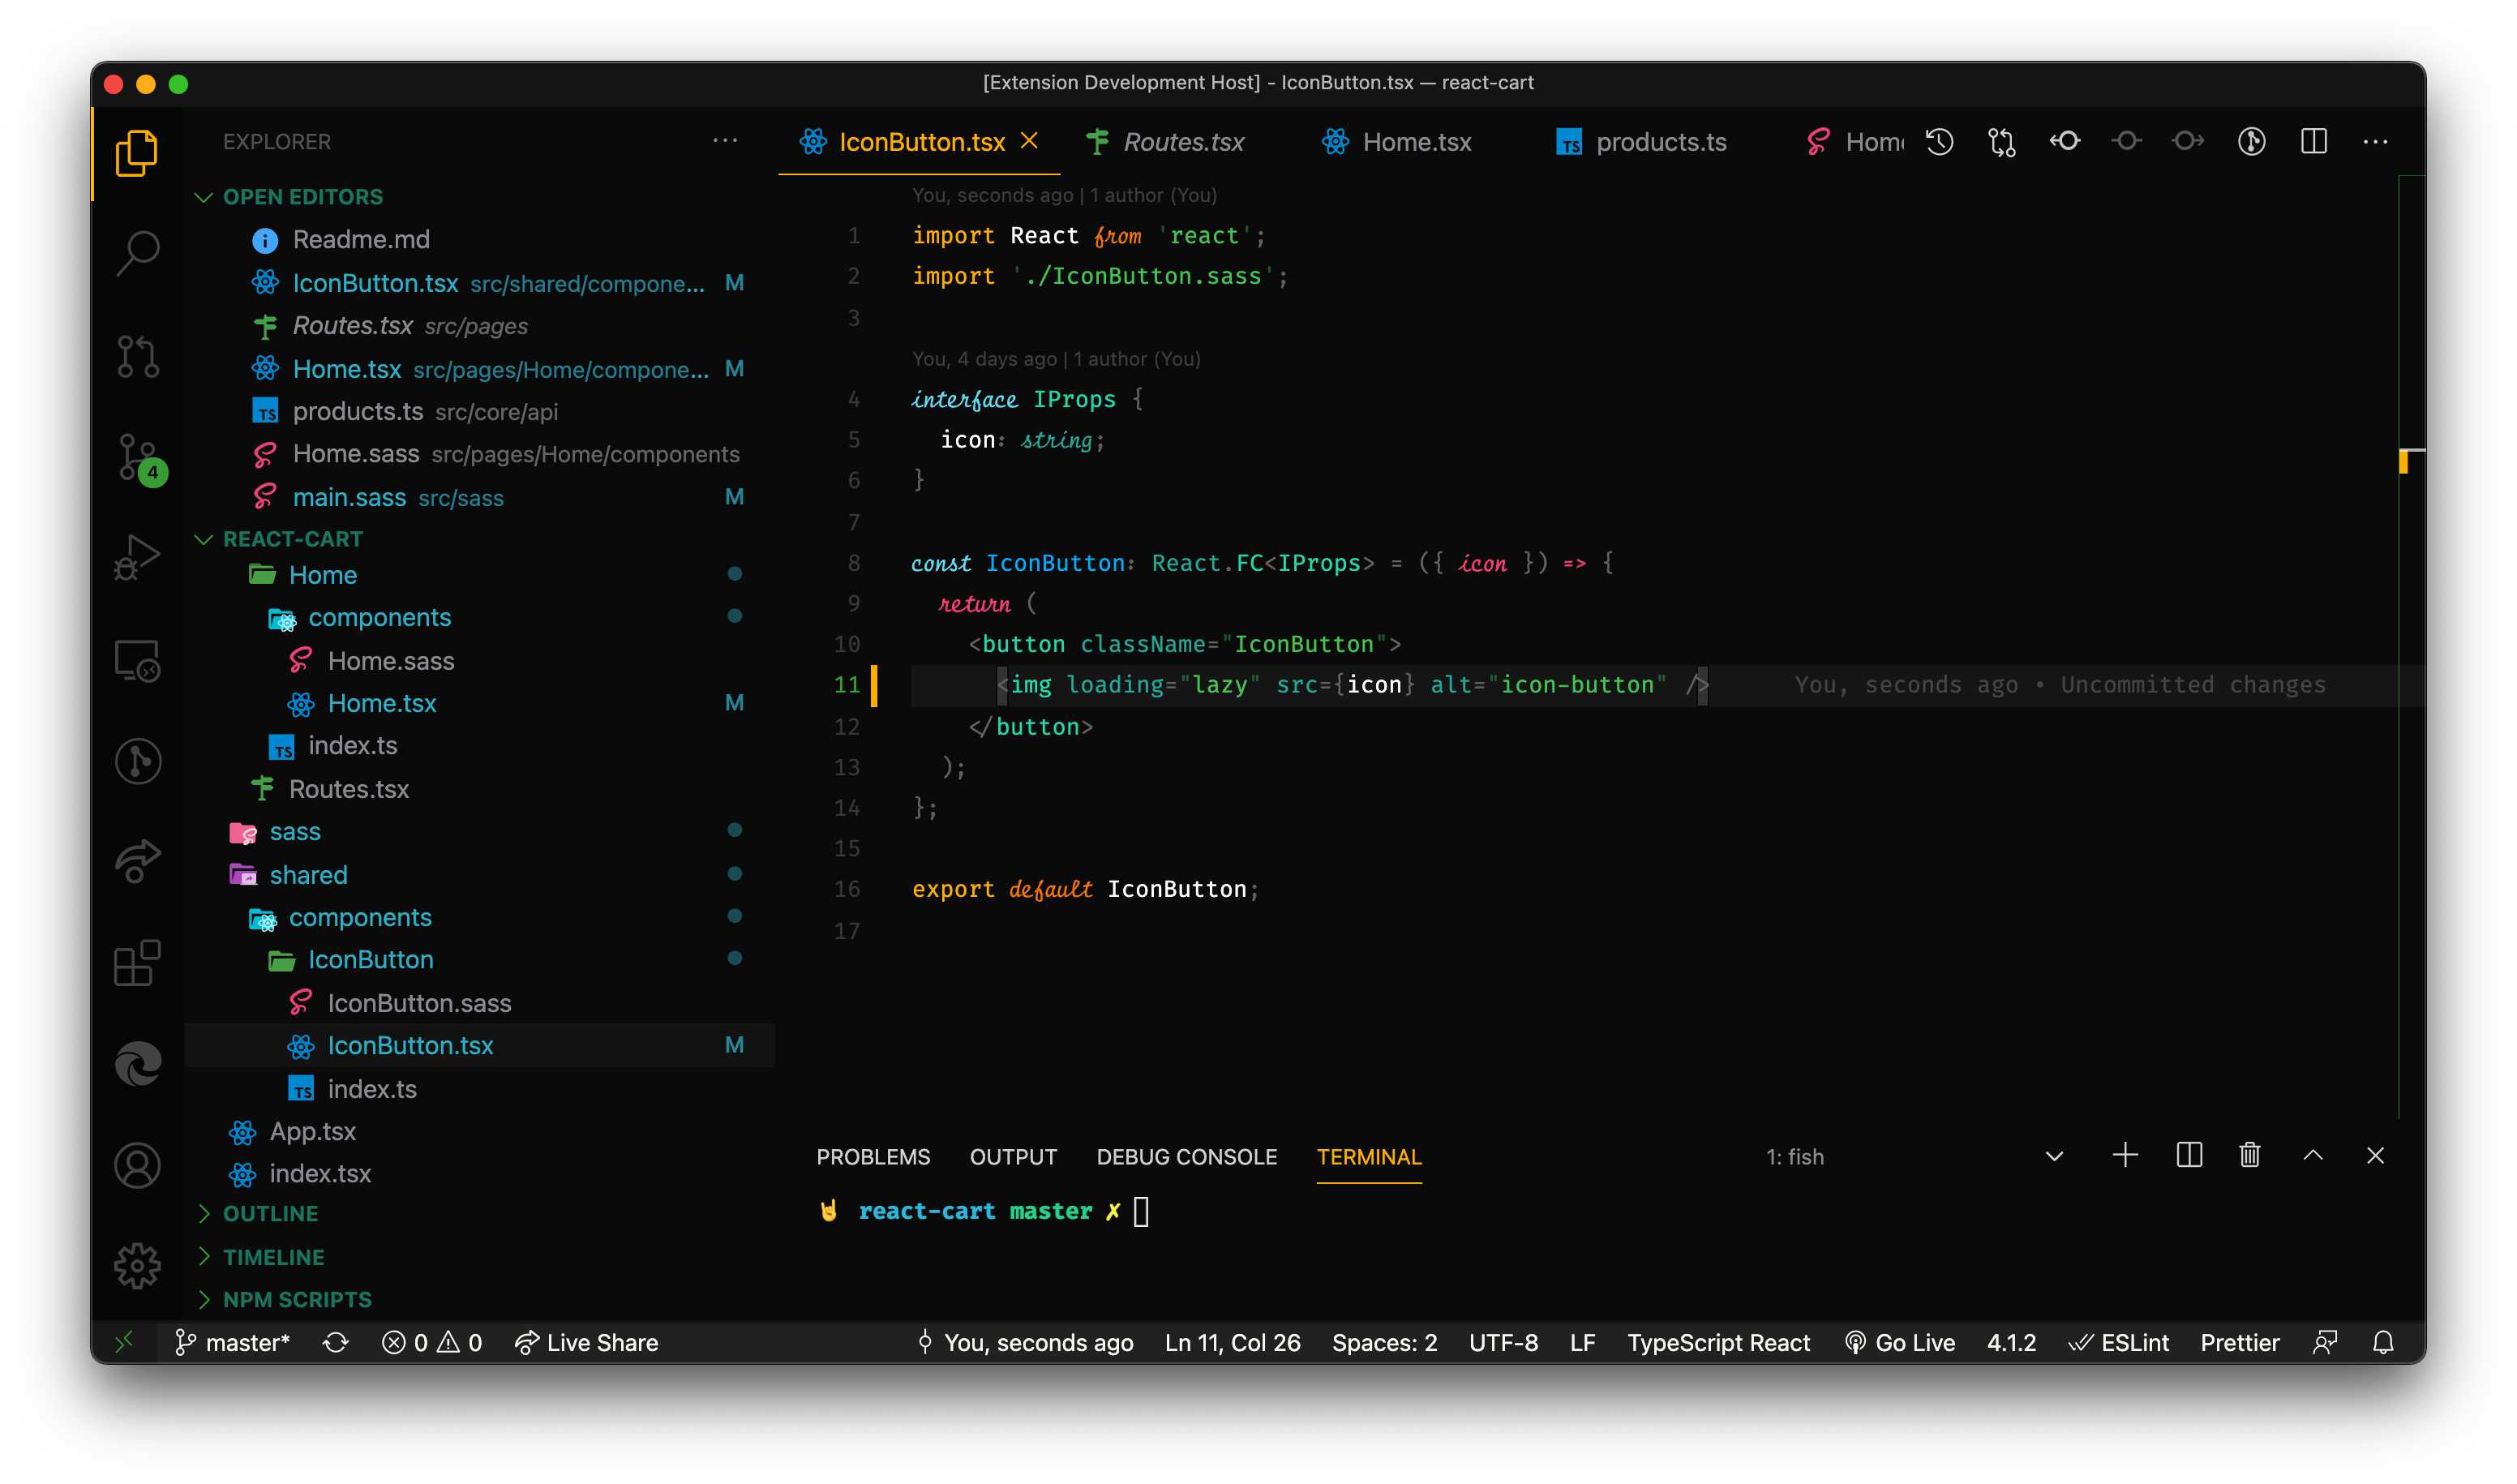 [Extension Development Host] - IconButton.tsx — react-cart
EXPLORER
OPEN EDITORS
Readme.md
IconButton.tsx src/shared/compone... M
Routes.tsx src/pages
Home.tsx src/pages/Home/compone... M
TS products.ts src/core/api
Home.sass src/pages/Home/components
main.sass src/sass M
4
REACT-CART
Home
components
Home.sass
Home.tsx M
TS index.ts
Routes.tsx
sass
shared
components
IconButton
IconButton.sass
IconButton.tsx M
TS index.ts
App.tsx
index.tsx
OUTLINE
TIMELINE
NPM SCRIPTS
IconButton.tsx Routes.tsx Home.tsx TS products.ts Hom
You, seconds ago | 1 author (You)
1 import React from 'react';
2 import './IconButton.sass';
3
You, 4 days ago | 1 author (You)
4 interface IProps {
5 icon: string;
6 }
7
8 const IconButton: React.FC<IProps> = ({ icon }) => {
9 return (
10 <button className="IconButton">
11 <img loading="lazy" src={icon} alt="icon-button" /> You, seconds ago • Uncommitted changes
12 </button>
13 );
14 };
15
16 export default IconButton;
17
PROBLEMS OUTPUT DEBUG CONSOLE TERMINAL 1: fish
🤘 react-cart master ✗
master* 0 0 Live Share You, seconds ago Ln 11, Col 26 Spaces: 2 UTF-8 LF TypeScript React Go Live 4.1.2 ESLint Prettier